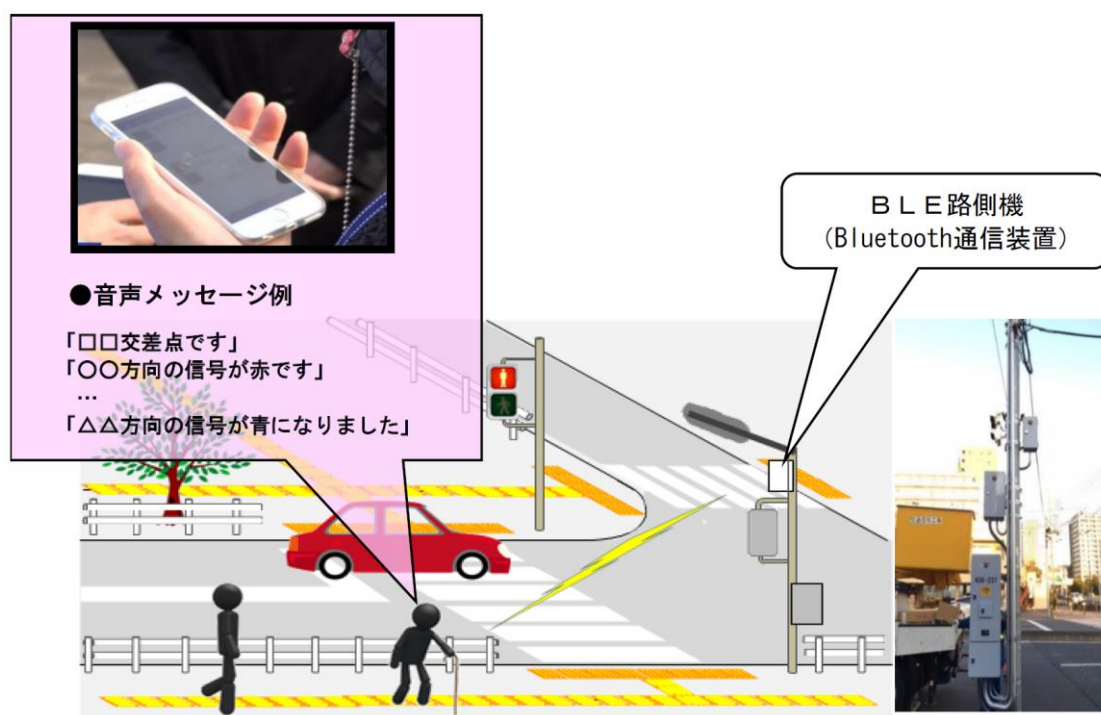 ●音声メッセージ例
「□□交差点です」
「〇〇方向の信号が赤です」
…
「△△方向の信号が青になりました」
ＢＬＥ路側機
（Bluetooth通信装置）